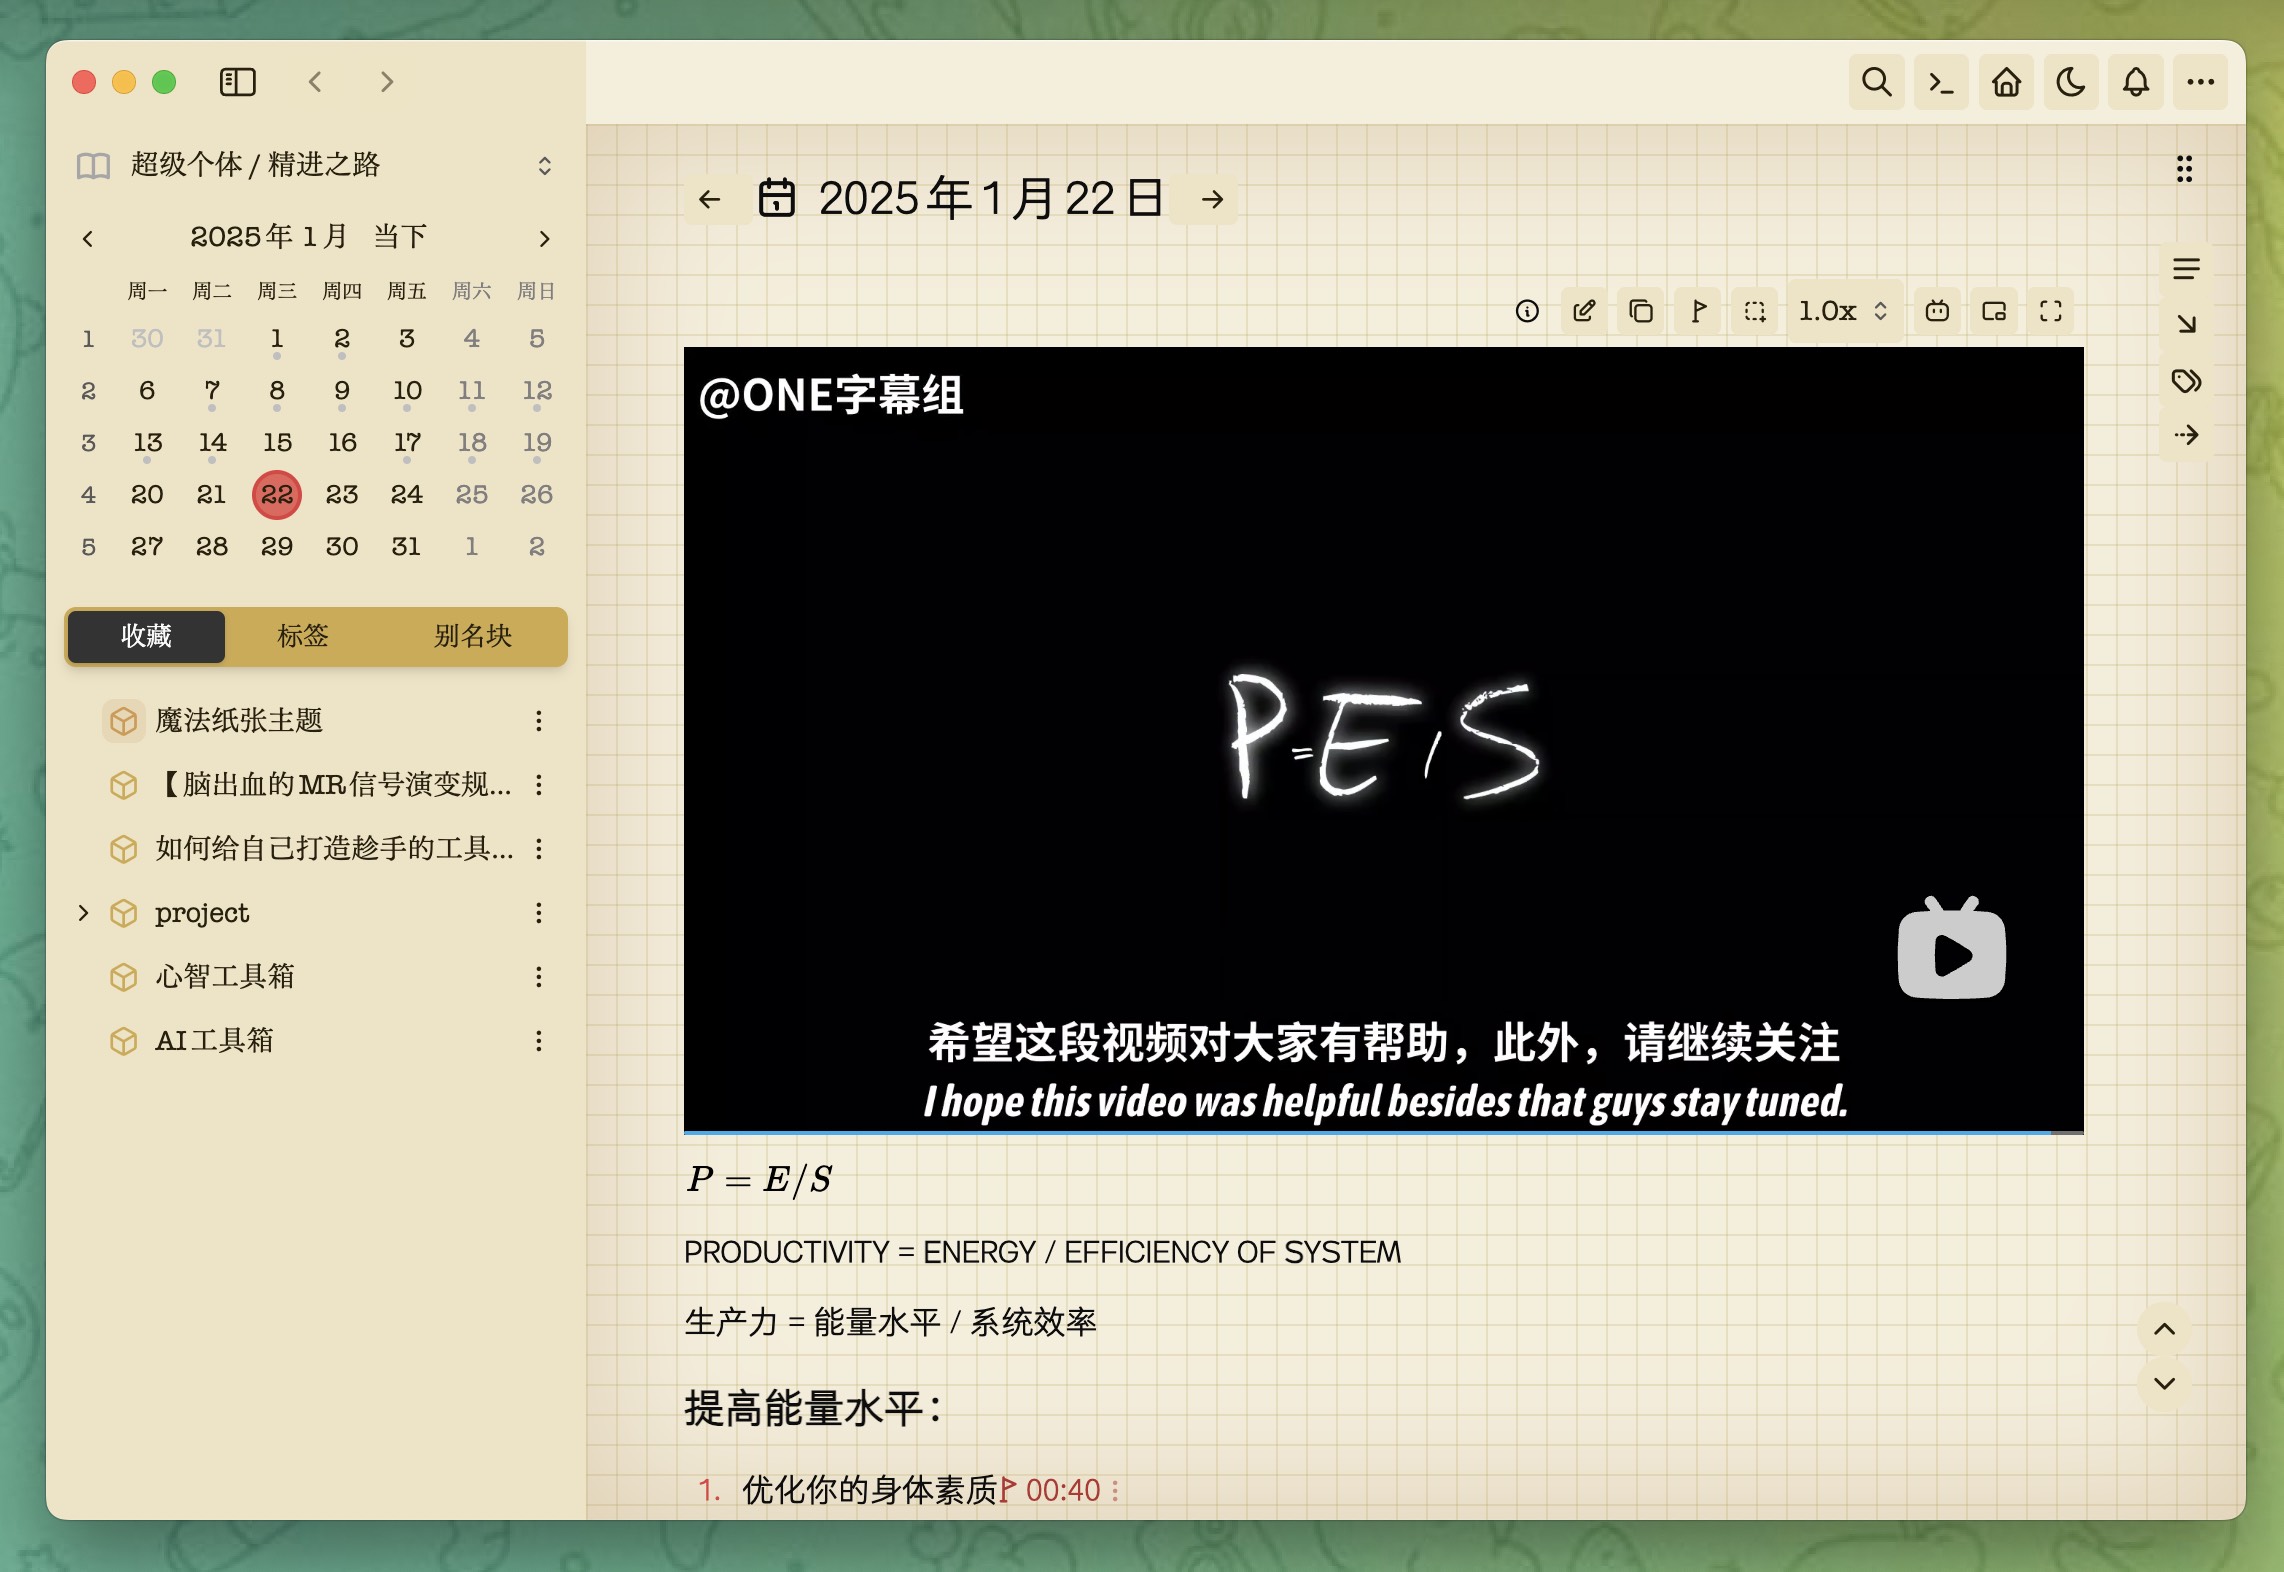 超级个体 / 精进之路
2025年 1月 当下
周一 周二 周三 周四 周五 周六 周日
1 30 31 1 2 3 4 5
2 6 7 8 9 10 11 12
3 13 14 15 16 17 18 19
4 20 21 22 23 24 25 26
5 27 28 29 30 31 1 2
收藏 标签 别名块
魔法纸张主题
【脑出血的MR信号演变规...
如何给自己打造趁手的工具...
project
心智工具箱
AI工具箱
2025年1月22日
1.0x
@ONE字幕组
P=E/S
希望这段视频对大家有帮助，此外，请继续关注
I hope this video was helpful besides that guys stay tuned.
P = E/S
PRODUCTIVITY = ENERGY / EFFICIENCY OF SYSTEM
生产力 = 能量水平 / 系统效率
提高能量水平：
1. 优化你的身体素质 00:40